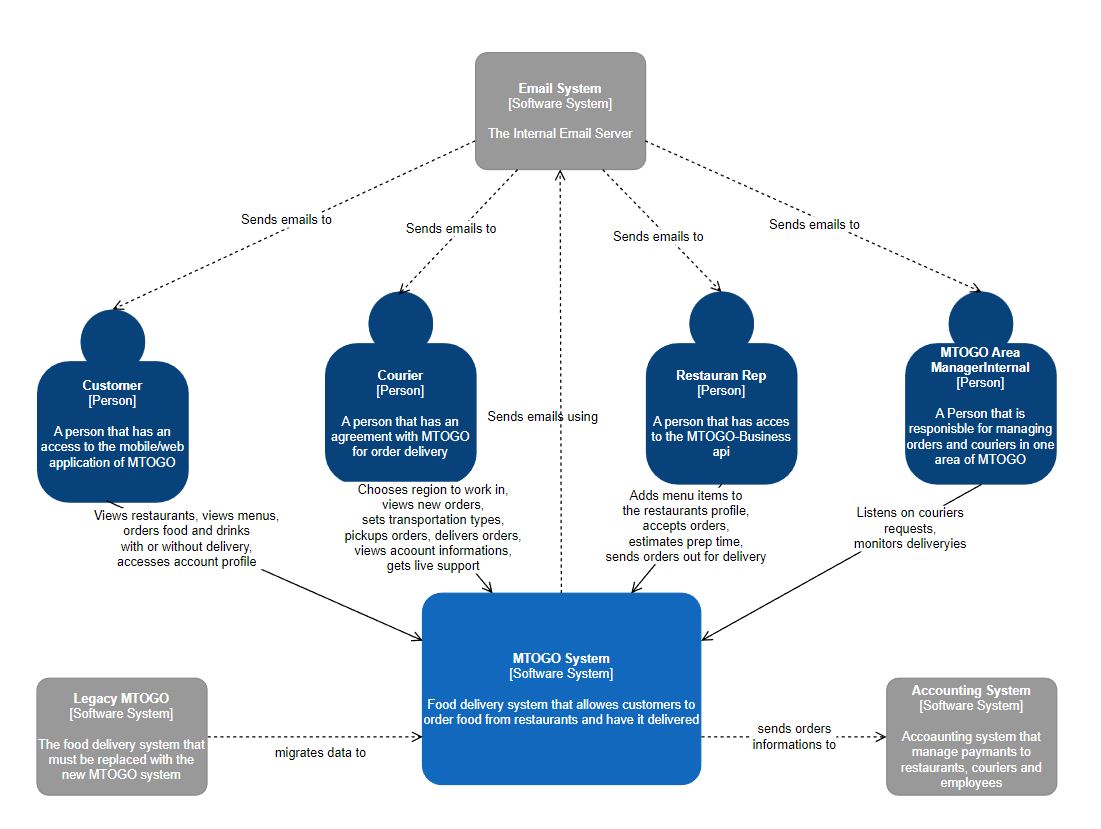 Email System
[Software System]
The Internal Email Server
Sends emails to
Sends emails to
Sends emails to
Sends emails to
Customer
[Person]
A person that has an
access to the mobile/web
application of MTOGO
Courier
[Person]
A person that has an
agreement with MTOGO
for order delivery
Sends emails using
Restauran Rep
[Person]
A person that has acces
to the MTOGO-Business
api
MTOGO Area
ManagerInternal
[Person]
A Person that is
responisble for managing
orders and couriers in one
area of MTOGO
Views restaurants, views menus,
orders food and drinks
with or without delivery,
accesses account profile
Chooses region to work in,
views new orders,
sets transportation types,
pickups orders, delivers orders,
views acoount informations,
gets live support
Adds menu items to
the restaurants profile,
accepts orders,
estimates prep time,
sends orders out for delivery
Listens on couriers
requests,
monitors deliveryies
MTOGO System
[Software System]
Food delivery system that allowes customers to
order food from restaurants and have it delivered
Legacy MTOGO
[Software System]
The food delivery system that
must be replaced with the
new MTOGO system
migrates data to
sends orders
informations to
Accounting System
[Software System]
Accoaunting system that
manage paymants to
restaurants, couriers and
employees